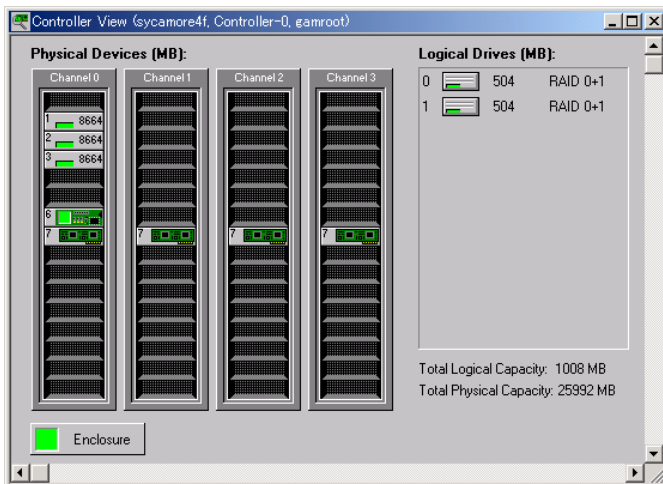 Controller View (sycamore4f, Controller-0, gamroot)
Physical Devices (MB):
Logical Drives (MB):
Channel 0
Channel 1
Channel 2
Channel 3
0 504 RAID 0+1
1 504 RAID 0+1
1 8664
2 8664
3 8664
6
7
7
7
7
Total Logical Capacity: 1008 MB
Total Physical Capacity: 25992 MB
Enclosure